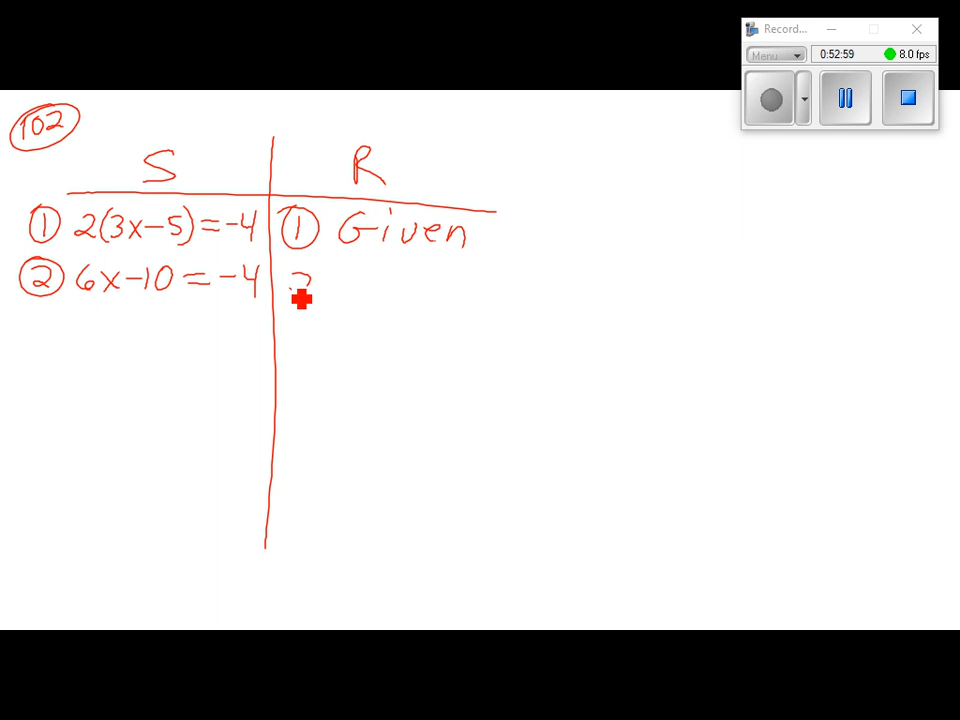 Record...
Menu
0:52:59
8.0 fps
102
S R
① 2(3x-5)=-4 ① Given
② 6x-10=-4